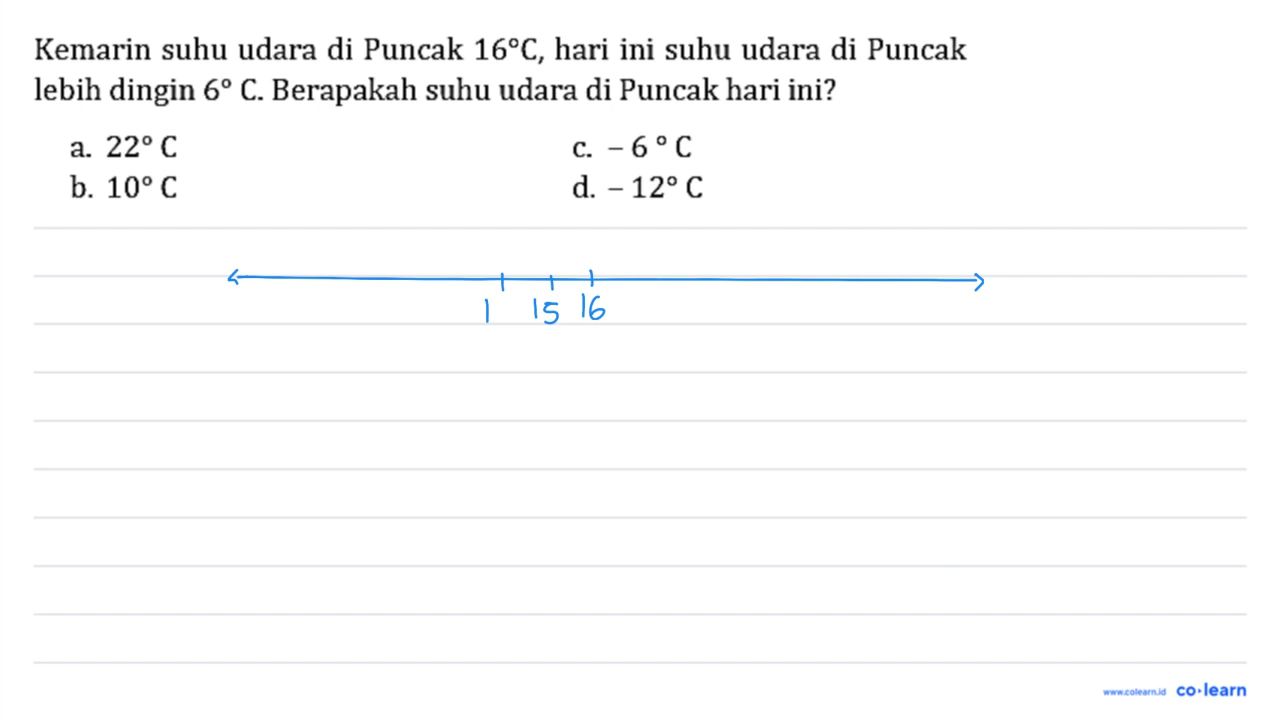 Kemarin suhu udara di Puncak 16°C, hari ini suhu udara di Puncak
lebih dingin 6° C. Berapakah suhu udara di Puncak hari ini?
a. 22° C
b. 10° C
c. – 6 ° C
d. – 12° C
1 15 16
www.colearn.id co·learn